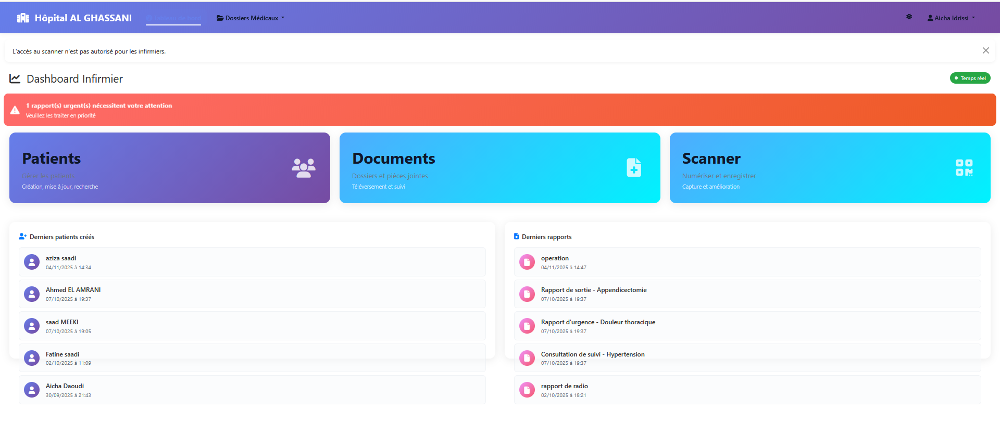 Hôpital AL GHASSANI
Dossiers Médicaux
Aicha Idrissi
L'accès au scanner n'est pas autorisé pour les infirmiers.
Dashboard Infirmier
Temps réel
1 rapport(s) urgent(s) nécessitent votre attention
Veuillez les traiter en priorité
Patients
Gérer les patients
Création, mise à jour, recherche
Documents
Dossiers et pièces jointes
Téléversement et suivi
Scanner
Numériser et enregistrer
Capture et amélioration
Derniers patients créés
aziza saadi
04/11/2025 à 14:34
Ahmed EL AMRANI
07/10/2025 à 19:37
saad MEEKI
07/10/2025 à 19:05
Fatine saadi
02/10/2025 à 11:09
Aicha Daoudi
30/09/2025 à 21:43
Derniers rapports
operation
04/11/2025 à 14:47
Rapport de sortie - Appendicectomie
07/10/2025 à 19:37
Rapport d'urgence - Douleur thoracique
07/10/2025 à 19:37
Consultation de suivi - Hypertension
07/10/2025 à 19:37
rapport de radio
02/10/2025 à 18:21